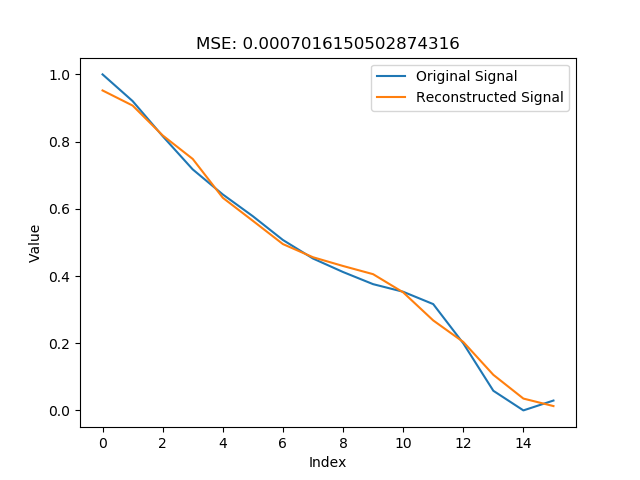 MSE: 0.0007016150502874316
Original Signal
Reconstructed Signal
1.0
0.8
0.6
0.4
0.2
0.0
Value
0 2 4 6 8 10 12 14
Index